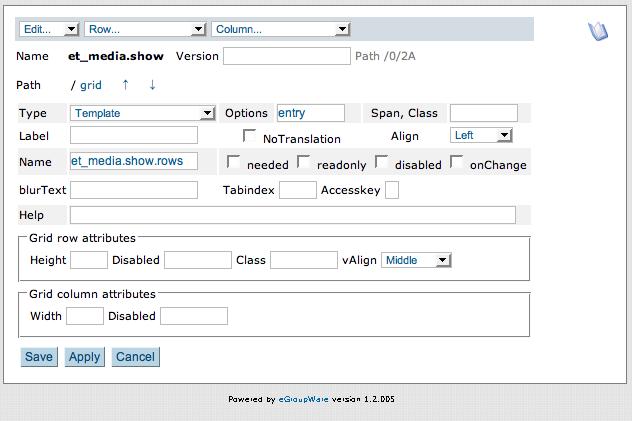 Edit... Row... Column...
Name et_media.show Version Path /0/2A
Path / grid ↑ ↓
Type Template Options entry Span, Class
Label NoTranslation Align Left
Name et_media.show.rows needed readonly disabled onChange
blurText Tabindex Accesskey
Help
Grid row attributes
Height Disabled Class vAlign Middle
Grid column attributes
Width Disabled
Save Apply Cancel
Powered by eGroupWare version 1.2.005